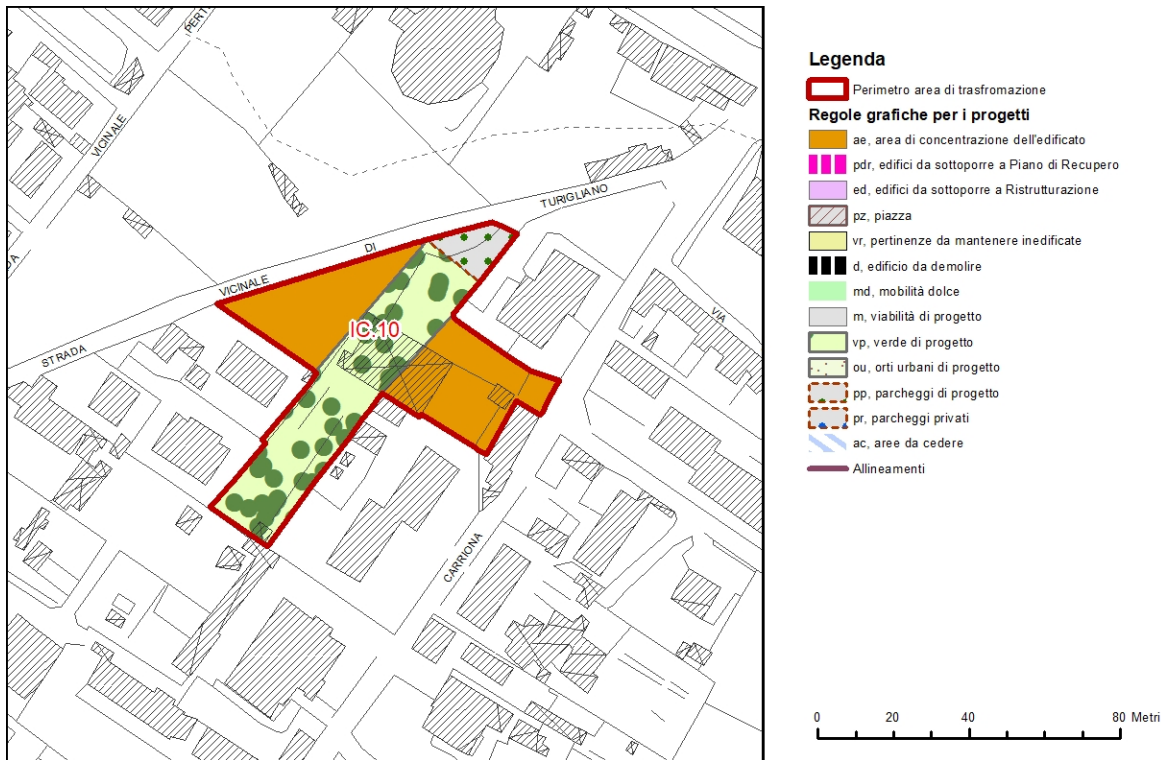 PERT
VICINALE
DA
TURIGLIANO
DI
VICINALE
STRADA
VIA
IC.10
CARRIONA
Legenda
Perimetro area di trasfromazione
Regole grafiche per i progetti
ae, area di concentrazione dell'edificato
pdr, edifici da sottoporre a Piano di Recupero
ed, edifici da sottoporre a Ristrutturazione
pz, piazza
vr, pertinenze da mantenere inedificate
d, edificio da demolire
md, mobilità dolce
m, viabilità di progetto
vp, verde di progetto
ou, orti urbani di progetto
pp, parcheggi di progetto
pr, parcheggi privati
ac, aree da cedere
Allineamenti
0 20 40 80 Metri